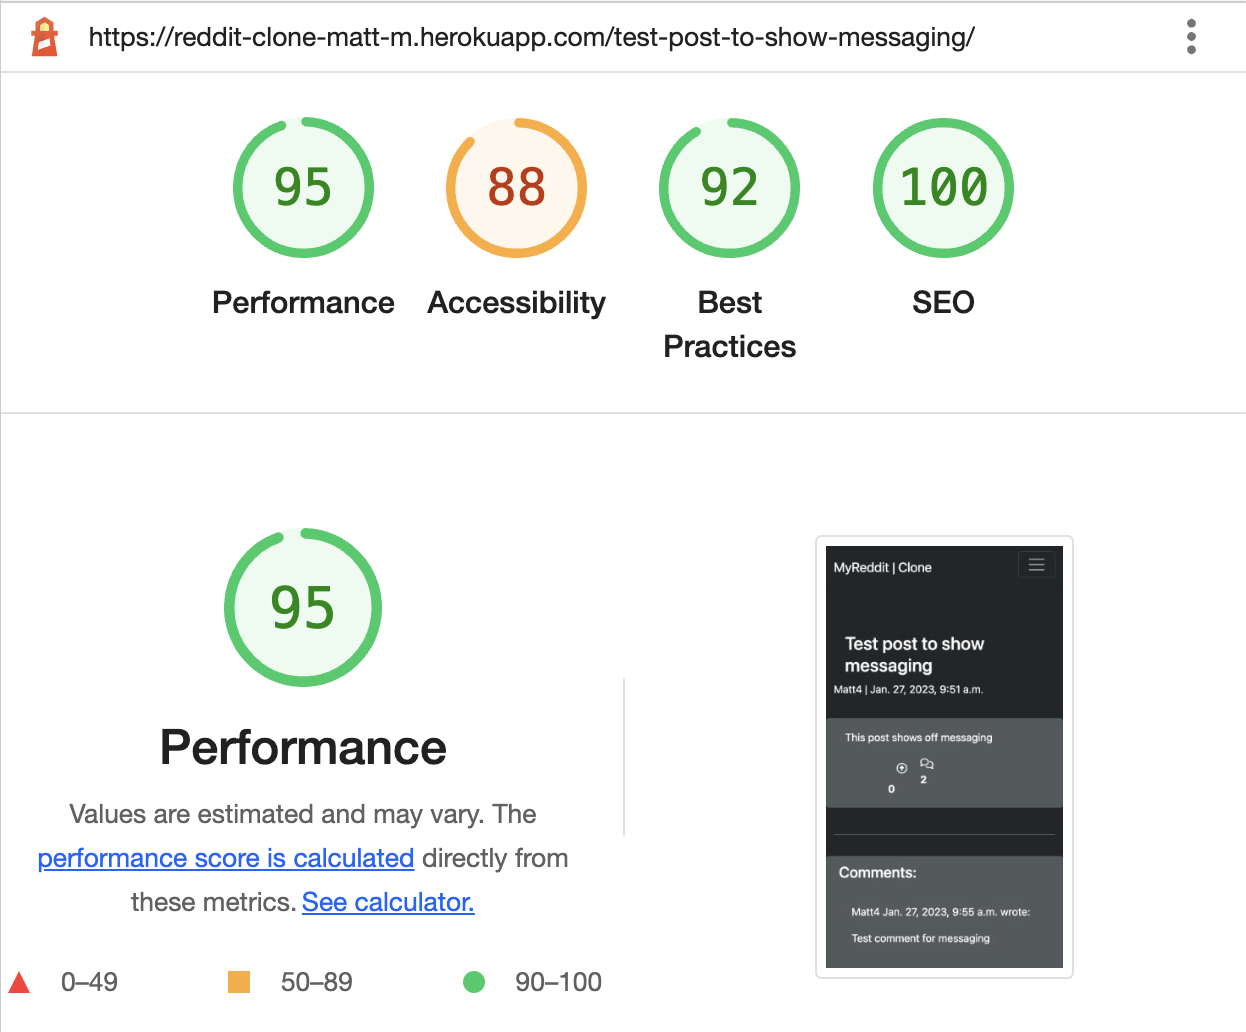 https://reddit-clone-matt-m.herokuapp.com/test-post-to-show-messaging/
95
88
92
100
Performance
Accessibility
Best
Practices
SEO
95
Performance
Values are estimated and may vary. The
performance score is calculated directly from
these metrics. See calculator.
0–49
50–89
90–100
MyReddit | Clone
Test post to show
messaging
Matt4 | Jan. 27, 2023, 9:51 a.m.
This post shows off messaging
0
2
Comments:
Matt4 Jan. 27, 2023, 9:55 a.m. wrote:
Test comment for messaging